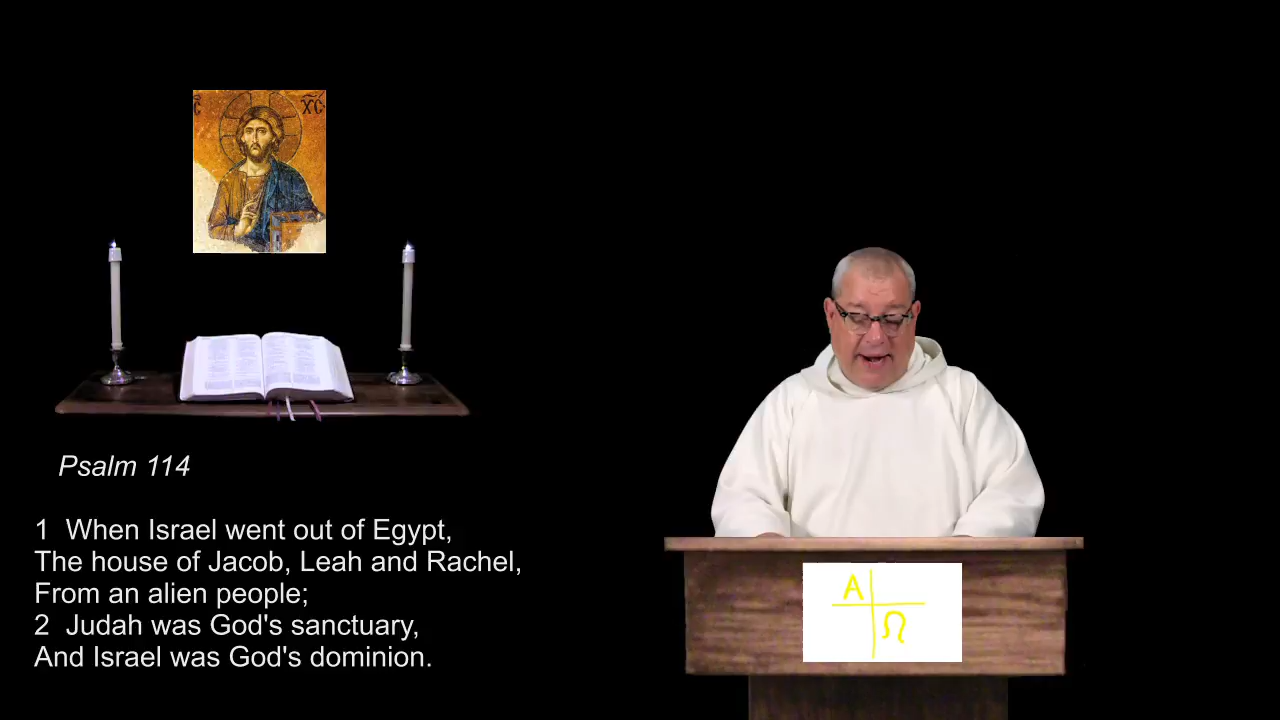 C XC
Psalm 114
1 When Israel went out of Egypt,
The house of Jacob, Leah and Rachel,
From an alien people;
2 Judah was God's sanctuary,
And Israel was God's dominion.
Α
Ω